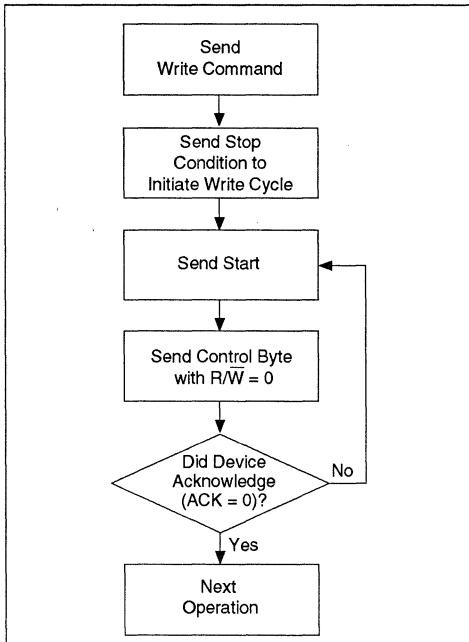 Send
Write Command
Send Stop
Condition to
Initiate Write Cycle
Send Start
Send Control Byte
with R/W̅ = 0
Did Device
Acknowledge
(ACK = 0)?
No
Yes
Next
Operation